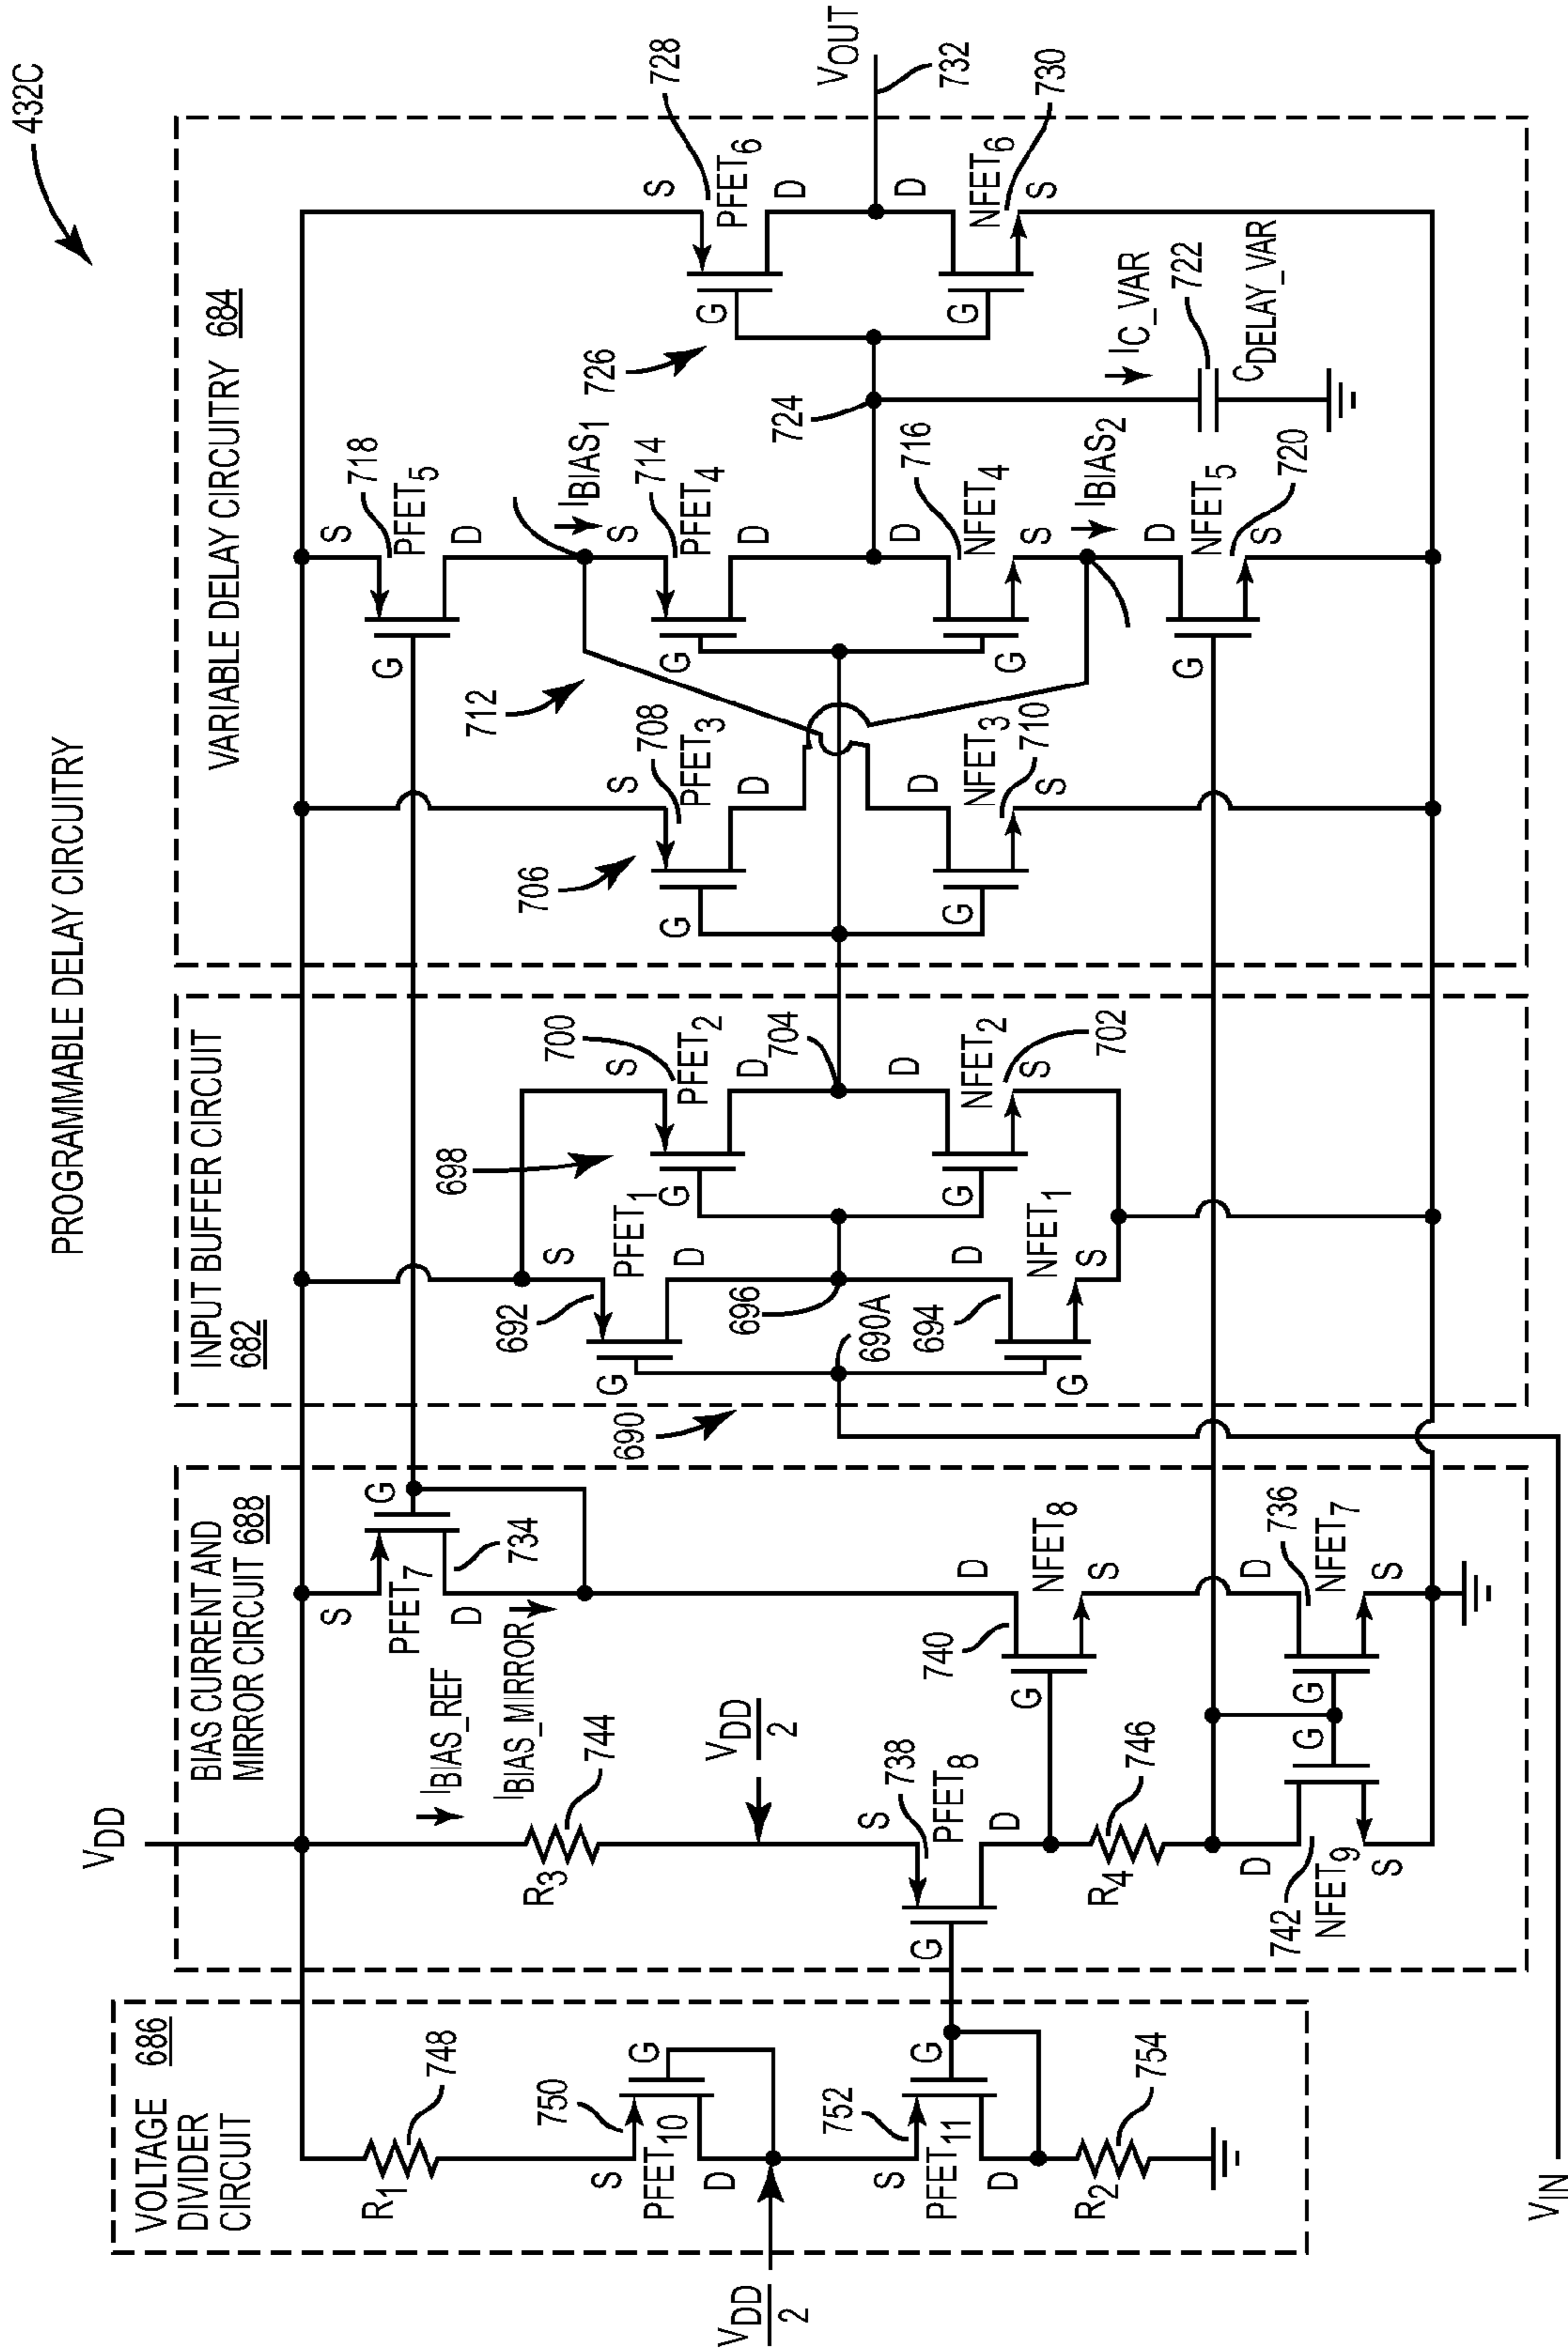 PROGRAMMABLE DELAY CIRCUITRY
432C
VOLTAGE 686
DIVIDER
CIRCUIT
R1
748
750
S
G
PFET10
D
VDD
2
752
S
G
PFET11
D
R2
754
VDD
BIAS CURRENT AND
MIRROR CIRCUIT 688
S
G
PFET7
D
734
IBIAS_REF
IBIAS_MIRROR
R3
744
VDD
2
S
738
PFET8
G
D
R4
746
D
G
742
NFET9
S
740
D
G
NFET8
S
D
736
G
NFET7
S
VIN
INPUT BUFFER CIRCUIT
682
690
692
S
PFET1
G
D
696
690A
694
D
NFET1
G
S
698
700
S
PFET2
G
D
704
D
NFET2
G
702
S
VARIABLE DELAY CIRCUITRY 684
706
S
708
PFET3
G
D
D
NFET3
710
G
S
712
718
S
PFET5
G
D
IBIAS1
S
714
PFET4
G
D
716
D
NFET4
G
S
IBIAS2
D
NFET5
G
720
S
724
726
IC_VAR
722
CDELAY_VAR
728
S
PFET6
G
D
D
NFET6
G
730
S
VOUT
732